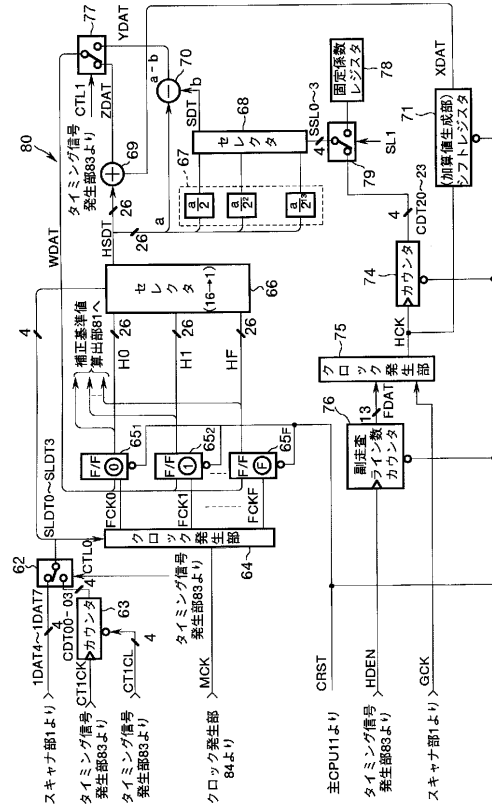 スキャナ部1より
1DAT4〜1DAT7
62
SLDT0〜SLDT3
4
4
CDT00-03
4
CTL0
タイミング信号
発生部83より
CT1CK
カウンタ
63
タイミング信号
発生部83より
CT1CL
4
タイミング信号
発生部83より
クロック発生部
84より
MCK
クロック発生部
64
FCK0
FCK1
FCKF
F/F
0
65₁
F/F
1
65₂
F/F
F
65F
補正基準値
算出部81へ
H0
26
H1
26
HF
26
セレクタ
(16→1)
66
WDAT
80
HSDT
26
26
タイミング信号
発生部83より
CTL1
ZDAT
77
YDAT
69
a
a-b
b
70
SDT
67
a/2
a/2²
a/2¹³
セレクタ
68
SSL0〜3
4
79
SL1
固定係数
レジスタ
78
XDAT
71
(加算値生成部)
シフトレジスタ
CDT20〜23
4
74
カウンタ
HCK
75
クロック発生部
13
FDAT
76
副走査
ライン数
カウンタ
主CPU11より
CRST
タイミング信号
発生部83より
HDEN
スキャナ部1より
GCK